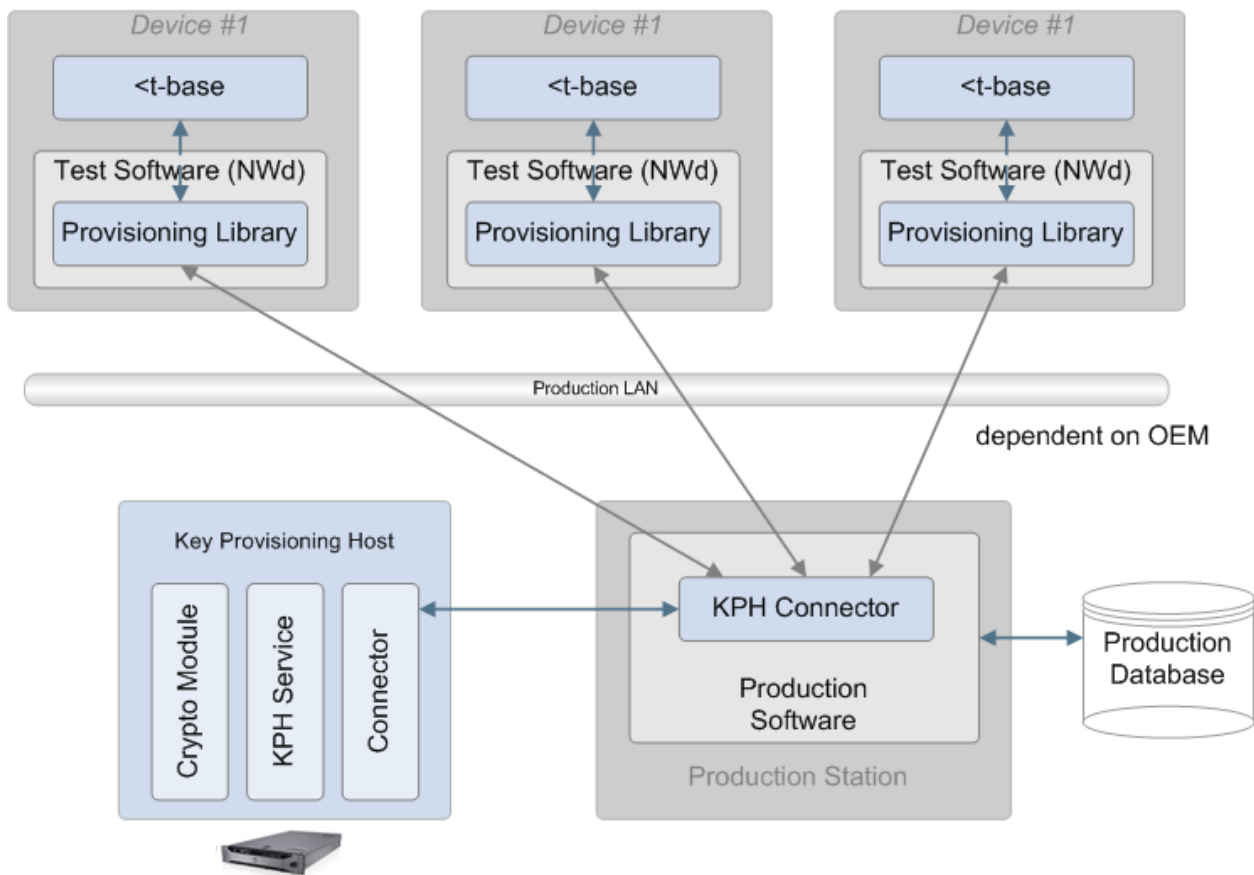 Device #1
Device #1
Device #1
<t-base
<t-base
<t-base
Test Software (NWd)
Test Software (NWd)
Test Software (NWd)
Provisioning Library
Provisioning Library
Provisioning Library
Production LAN
dependent on OEM
Key Provisioning Host
Crypto Module
KPH Service
Connector
KPH Connector
Production
Software
Production Station
Production
Database